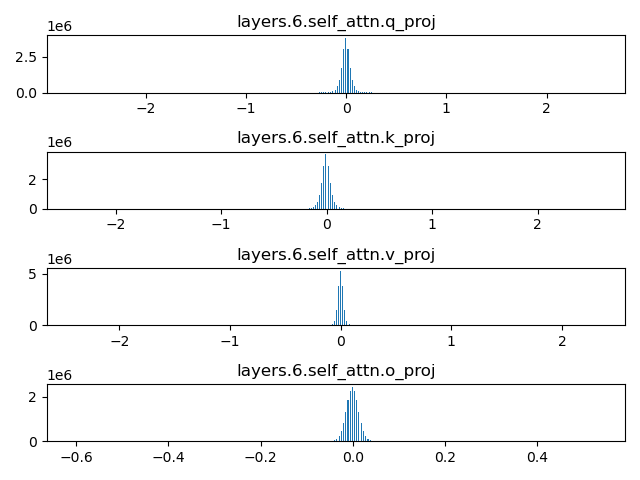 layers.6.self_attn.q_proj
1e6
2.5
0.0
−2 −1 0 1 2
layers.6.self_attn.k_proj
1e6
2
0
−2 −1 0 1 2
layers.6.self_attn.v_proj
1e6
5
0
−2 −1 0 1 2
layers.6.self_attn.o_proj
1e6
2
0
−0.6 −0.4 −0.2 0.0 0.2 0.4